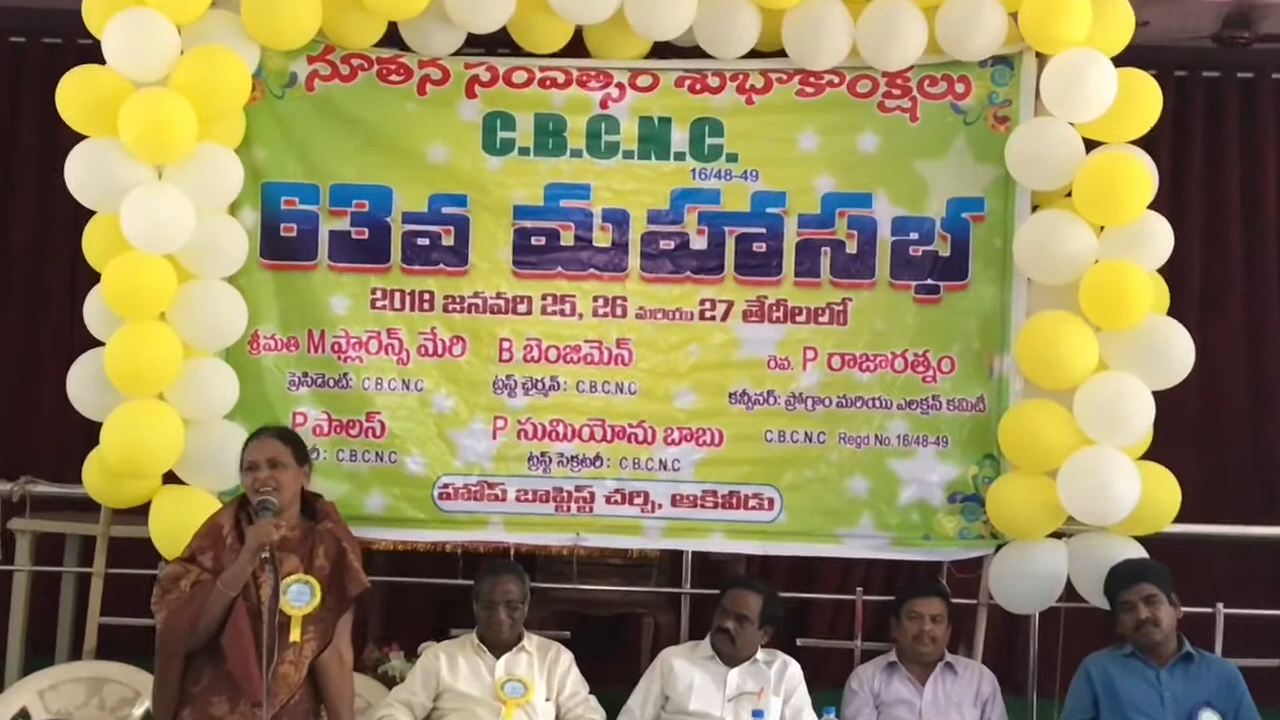 నూతన సంవత్సర శుభాకాంక్షలు
C.B.C.N.C.
16/48-49
63వ మహాసభ
2018 జనవరి 25, 26 మరియు 27 తేదీలలో
శ్రీమతి M ఫ్లారెన్స్ మేరి B బెంజిమెన్ రెవ. P రాజారత్నం
ప్రెసిడెంట్: C.B.C.N.C ట్రస్ట్ ఛైర్మన్: C.B.C.N.C కన్వీనర్: ప్రోగ్రాం మరియు ఎలక్షన్ కమిటీ
P పాలస్ P సుమియోను బాబు C.B.C.N.C Regd No.16/48-49
: C.B.C.N.C ట్రస్ట్ సెక్రటరీ: C.B.C.N.C
హోప్ బాప్టిస్ట్ చర్చి, ఆకివీడు